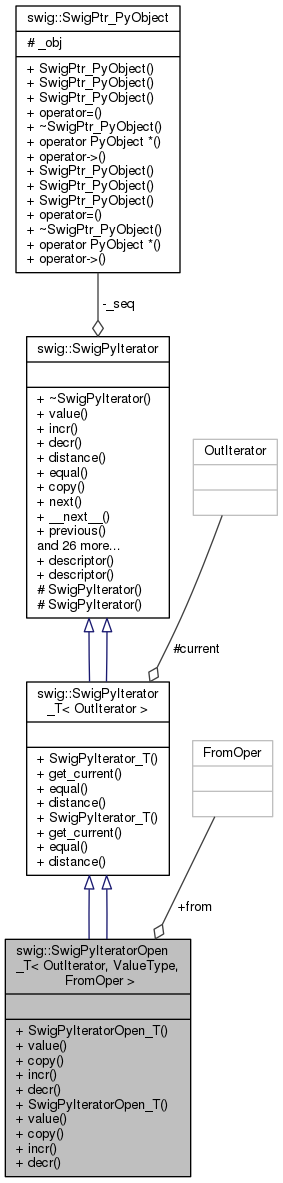 swig::SwigPtr_PyObject
# _obj
+ SwigPtr_PyObject()
+ SwigPtr_PyObject()
+ SwigPtr_PyObject()
+ operator=()
+ ~SwigPtr_PyObject()
+ operator PyObject *()
+ operator->()
+ SwigPtr_PyObject()
+ SwigPtr_PyObject()
+ SwigPtr_PyObject()
+ operator=()
+ ~SwigPtr_PyObject()
+ operator PyObject *()
+ operator->()
-_seq
swig::SwigPyIterator
+ ~SwigPyIterator()
+ value()
+ incr()
+ decr()
+ distance()
+ equal()
+ copy()
+ next()
+ __next__()
+ previous()
and 26 more...
+ descriptor()
+ descriptor()
# SwigPyIterator()
# SwigPyIterator()
OutIterator
#current
swig::SwigPyIterator
_T< OutIterator >
+ SwigPyIterator_T()
+ get_current()
+ equal()
+ distance()
+ SwigPyIterator_T()
+ get_current()
+ equal()
+ distance()
FromOper
+from
swig::SwigPyIteratorOpen
_T< OutIterator, ValueType,
FromOper >
+ SwigPyIteratorOpen_T()
+ value()
+ copy()
+ incr()
+ decr()
+ SwigPyIteratorOpen_T()
+ value()
+ copy()
+ incr()
+ decr()